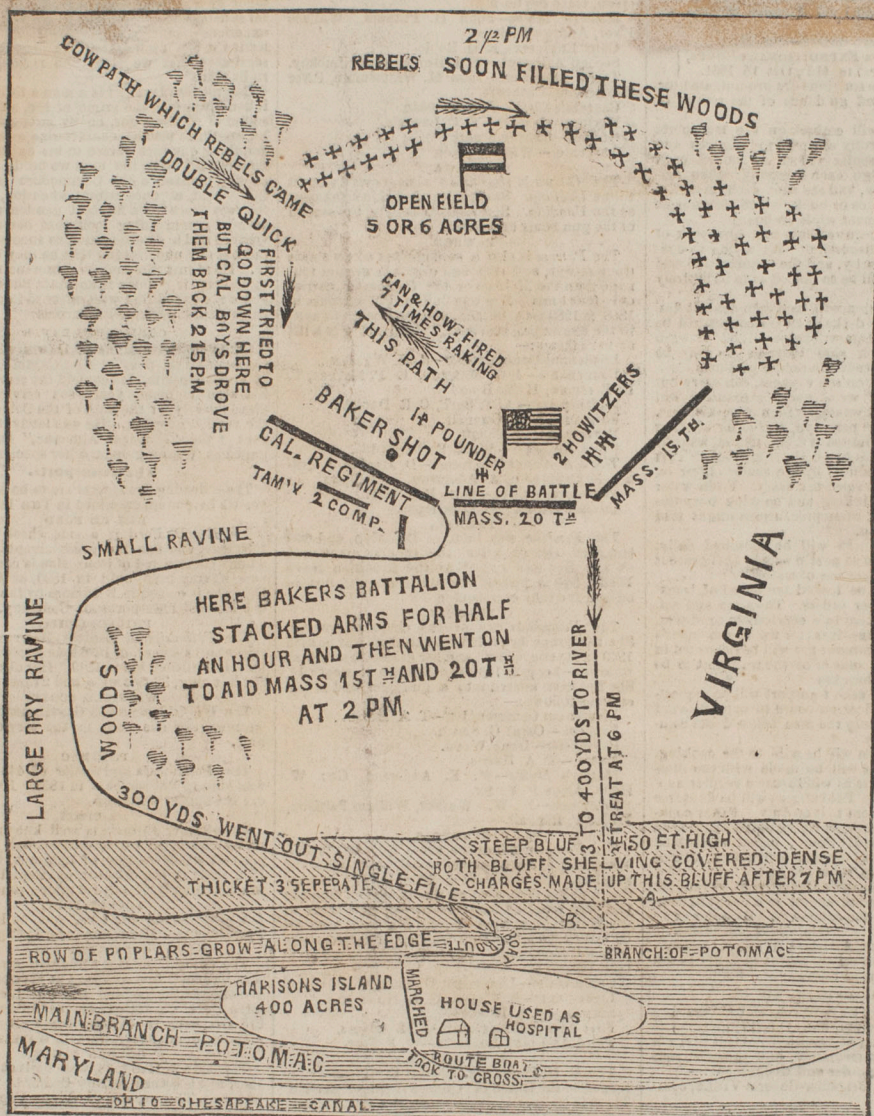 2 1/2 PM
REBELS SOON FILLED THESE WOODS
COW PATH WHICH REBELS CAME
DOUBLE QUICK
OPEN FIELD
5 OR 6 ACRES
FIRST TRIED TO
GO DOWN HERE
BUT CAL BOYS DROVE
THEM BACK 2 15 PM
CAN & HOW. FIRED
7 TIMES RAKING
THIS PATH
BAKER SHOT
14 POUNDER
2 HOWITZERS
CAL. REGIMENT
TAM'Y 2 COMP.
LINE OF BATTLE
MASS. 20 TH
MASS. 15 TH.
SMALL RAVINE
HERE BAKERS BATTALION
STACKED ARMS FOR HALF
AN HOUR AND THEN WENT ON
TO AID MASS 15TH AND 20TH
AT 2 PM.
VIRGINIA
LARGE DRY RAVINE
WOODS
3 TO 400 YDS TO RIVER
RETREAT AT 6 PM
300 YDS WENT OUT SINGLE FILE
STEEP BLUF 150 FT. HIGH
BOTH BLUFF SHELVING COVERED DENSE
THICKET 3 SEPERATE CHARGES MADE UP THIS BLUFF AFTER 7 PM
A
B
ROW OF POPLARS GROW ALONG THE EDGE
ROUTE
BRANCH OF POTOMAC
HARISONS ISLAND
400 ACRES
MARCHED
HOUSE USED AS
HOSPITAL
MAIN BRANCH POTOMAC
ROUTE BOATS
TOOK TO CROSS
MARYLAND
OHIO CHESAPEAKE CANAL